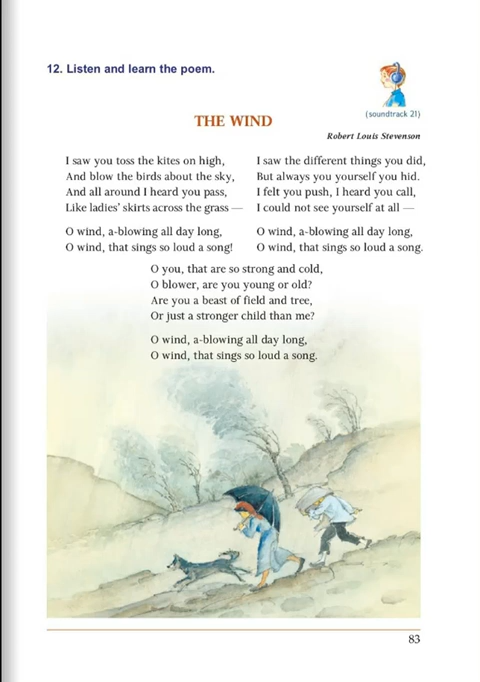 12. Listen and learn the poem.
(soundtrack 21)
THE WIND
Robert Louis Stevenson
I saw you toss the kites on high,
And blow the birds about the sky,
And all around I heard you pass,
Like ladies' skirts across the grass —
O wind, a-blowing all day long,
O wind, that sings so loud a song!
I saw the different things you did,
But always you yourself you hid.
I felt you push, I heard you call,
I could not see yourself at all —
O wind, a-blowing all day long,
O wind, that sings so loud a song.
O you, that are so strong and cold,
O blower, are you young or old?
Are you a beast of field and tree,
Or just a stronger child than me?
O wind, a-blowing all day long,
O wind, that sings so loud a song.
83